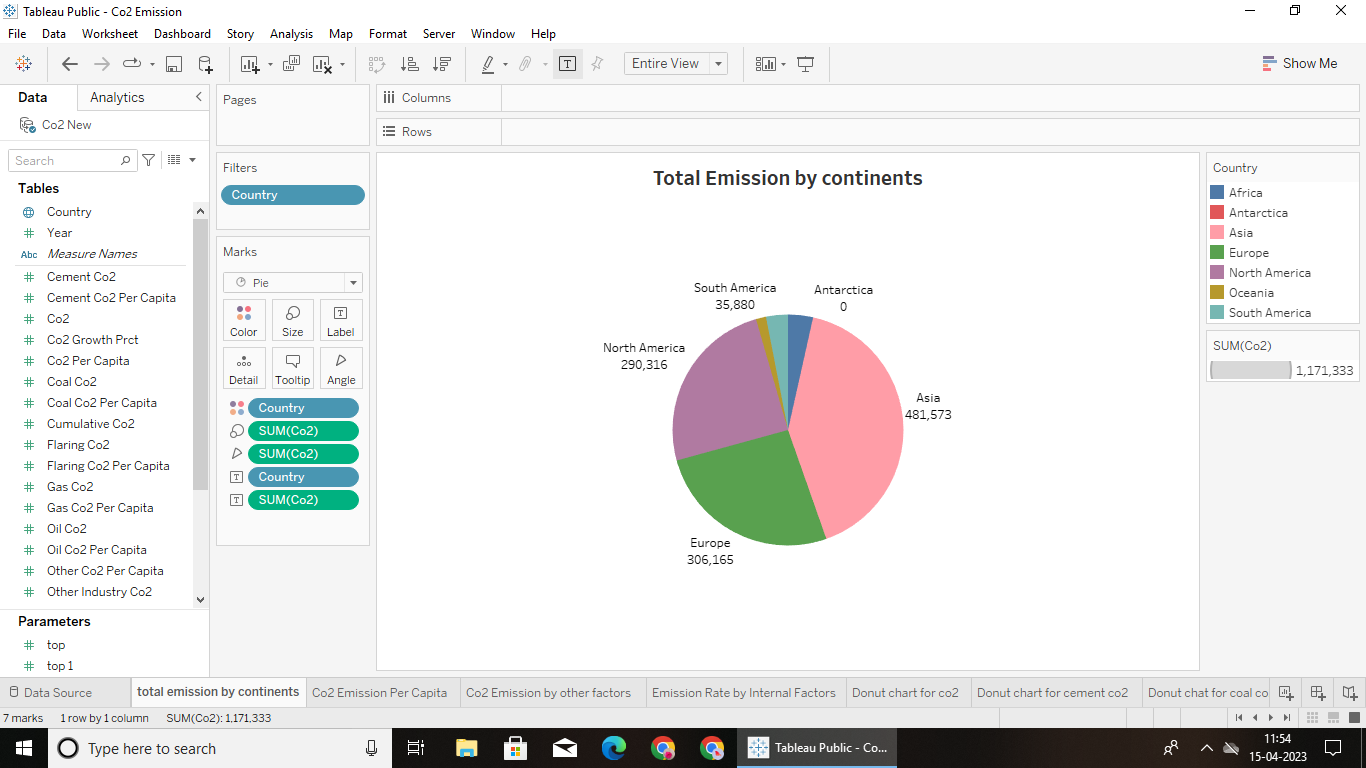 Tableau Public - Co2 Emission
File Data Worksheet Dashboard Story Analysis Map Format Server Window Help
Entire View
Show Me
Data
Analytics
Co2 New
Search
Tables
Country
Year
Abc Measure Names
Cement Co2
Cement Co2 Per Capita
Co2
Co2 Growth Prct
Co2 Per Capita
Coal Co2
Coal Co2 Per Capita
Cumulative Co2
Flaring Co2
Flaring Co2 Per Capita
Gas Co2
Gas Co2 Per Capita
Oil Co2
Oil Co2 Per Capita
Other Co2 Per Capita
Other Industry Co2
Parameters
top
top 1
Pages
Filters
Country
Marks
Pie
Color Size Label
Detail Tooltip Angle
Country
SUM(Co2)
SUM(Co2)
Country
SUM(Co2)
Columns
Rows
Total Emission by continents
South America
35,880
Antarctica
0
North America
290,316
Asia
481,573
Europe
306,165
Country
Africa
Antarctica
Asia
Europe
North America
Oceania
South America
SUM(Co2)
1,171,333
Data Source
total emission by continents
Co2 Emission Per Capita
Co2 Emission by other factors
Emission Rate by Internal Factors
Donut chart for co2
Donut chart for cement co2
Donut chat for coal co
7 marks 1 row by 1 column SUM(Co2): 1,171,333
Type here to search
Tableau Public - Co...
11:54
15-04-2023